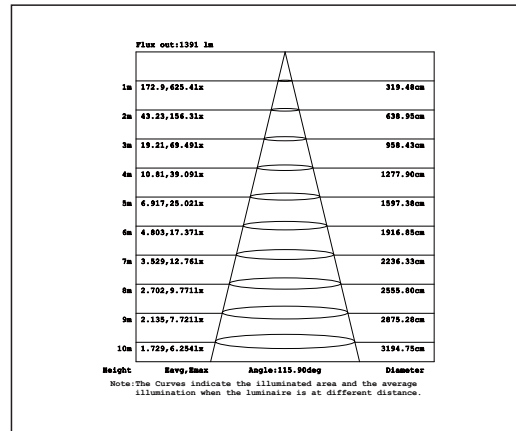 Flux out:1391 lm
1m 172.9,625.4lx 319.48cm
2m 43.23,156.3lx 638.95cm
3m 19.21,69.49lx 958.43cm
4m 10.81,39.09lx 1277.90cm
5m 6.917,25.02lx 1597.38cm
6m 4.803,17.37lx 1916.85cm
7m 3.529,12.76lx 2236.33cm
8m 2.702,9.771lx 2555.80cm
9m 2.135,7.721lx 2875.28cm
10m 1.729,6.254lx 3194.75cm
Height Eavg,Emax Angle:115.90deg Diameter
Note:The Curves indicate the illuminated area and the average
illumination when the luminaire is at different distance.